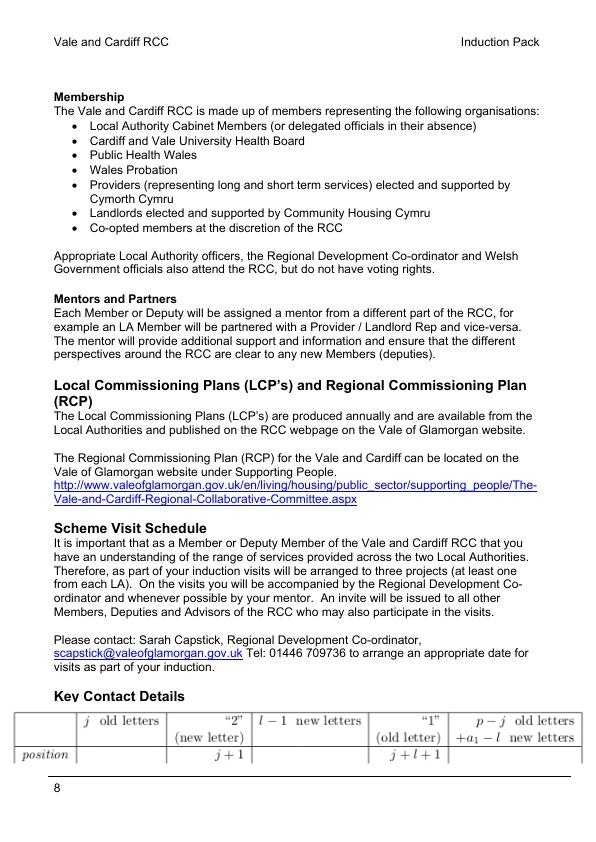 Vale and Cardiff RCC Induction Pack
Membership
The Vale and Cardiff RCC is made up of members representing the following organisations:
• Local Authority Cabinet Members (or delegated officials in their absence)
• Cardiff and Vale University Health Board
• Public Health Wales
• Wales Probation
• Providers (representing long and short term services) elected and supported by
Cymorth Cymru
• Landlords elected and supported by Community Housing Cymru
• Co-opted members at the discretion of the RCC
Appropriate Local Authority officers, the Regional Development Co-ordinator and Welsh
Government officials also attend the RCC, but do not have voting rights.
Mentors and Partners
Each Member or Deputy will be assigned a mentor from a different part of the RCC, for
example an LA Member will be partnered with a Provider / Landlord Rep and vice-versa.
The mentor will provide additional support and information and ensure that the different
perspectives around the RCC are clear to any new Members (deputies).
Local Commissioning Plans (LCP's) and Regional Commissioning Plan
(RCP)
The Local Commissioning Plans (LCP's) are produced annually and are available from the
Local Authorities and published on the RCC webpage on the Vale of Glamorgan website.
The Regional Commissioning Plan (RCP) for the Vale and Cardiff can be located on the
Vale of Glamorgan website under Supporting People.
http://www.valeofglamorgan.gov.uk/en/living/housing/public_sector/supporting_people/The-
Vale-and-Cardiff-Regional-Collaborative-Committee.aspx
Scheme Visit Schedule
It is important that as a Member or Deputy Member of the Vale and Cardiff RCC that you
have an understanding of the range of services provided across the two Local Authorities.
Therefore, as part of your induction visits will be arranged to three projects (at least one
from each LA). On the visits you will be accompanied by the Regional Development Co-
ordinator and whenever possible by your mentor. An invite will be issued to all other
Members, Deputies and Advisors of the RCC who may also participate in the visits.
Please contact: Sarah Capstick, Regional Development Co-ordinator,
scapstick@valeofglamorgan.gov.uk Tel: 01446 709736 to arrange an appropriate date for
visits as part of your induction.
Key Contact Details
j old letters "2" l − 1 new letters "1" p − j old letters
(new letter) (old letter) +a₁ − l new letters
position j + 1 j + l + 1
8